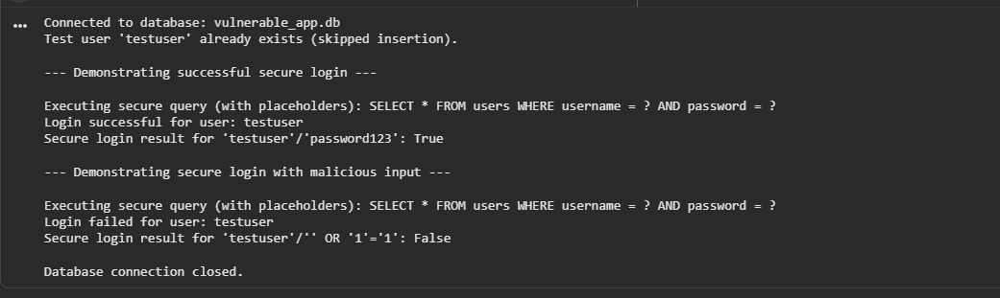 Connected to database: vulnerable_app.db
Test user 'testuser' already exists (skipped insertion).
--- Demonstrating successful secure login ---
Executing secure query (with placeholders): SELECT * FROM users WHERE username = ? AND password = ?
Login successful for user: testuser
Secure login result for 'testuser'/'password123': True
--- Demonstrating secure login with malicious input ---
Executing secure query (with placeholders): SELECT * FROM users WHERE username = ? AND password = ?
Login failed for user: testuser
Secure login result for 'testuser'/'' OR '1'='1': False
Database connection closed.